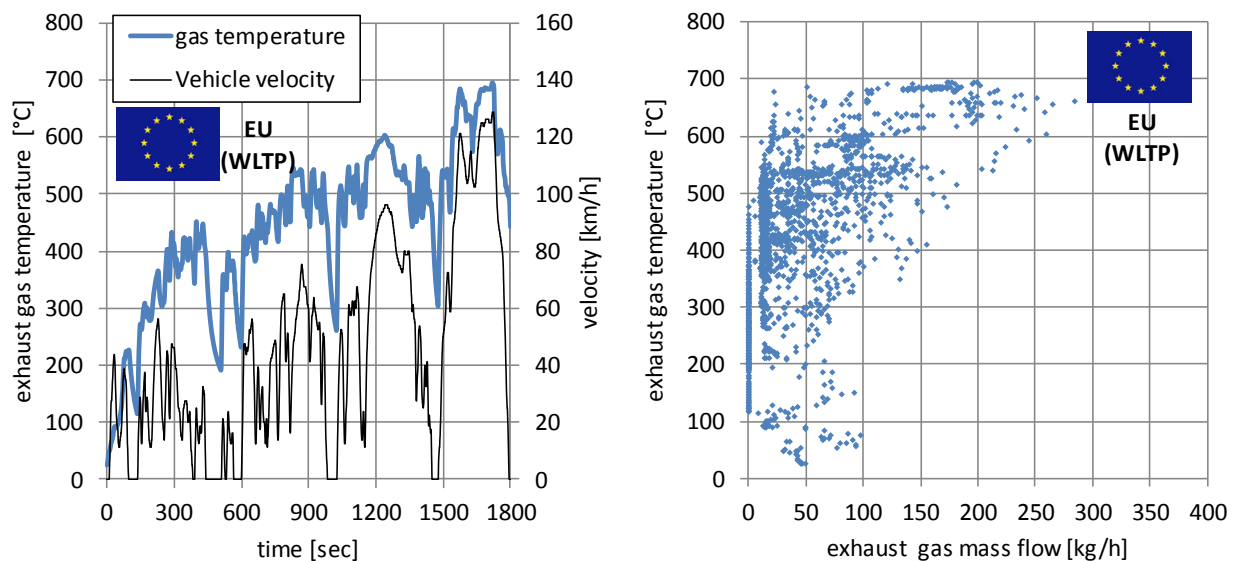 gas temperature
Vehicle velocity
EU
(WLTP)
exhaust gas temperature [°C]
800
700
600
500
400
300
200
100
0
160
140
120
100
80
60
40
20
0
velocity [km/h]
0 300 600 900 1200 1500 1800
time [sec]
EU
(WLTP)
exhaust gas temperature [°C]
800
700
600
500
400
300
200
100
0
0 50 100 150 200 250 300 350 400
exhaust gas mass flow [kg/h]